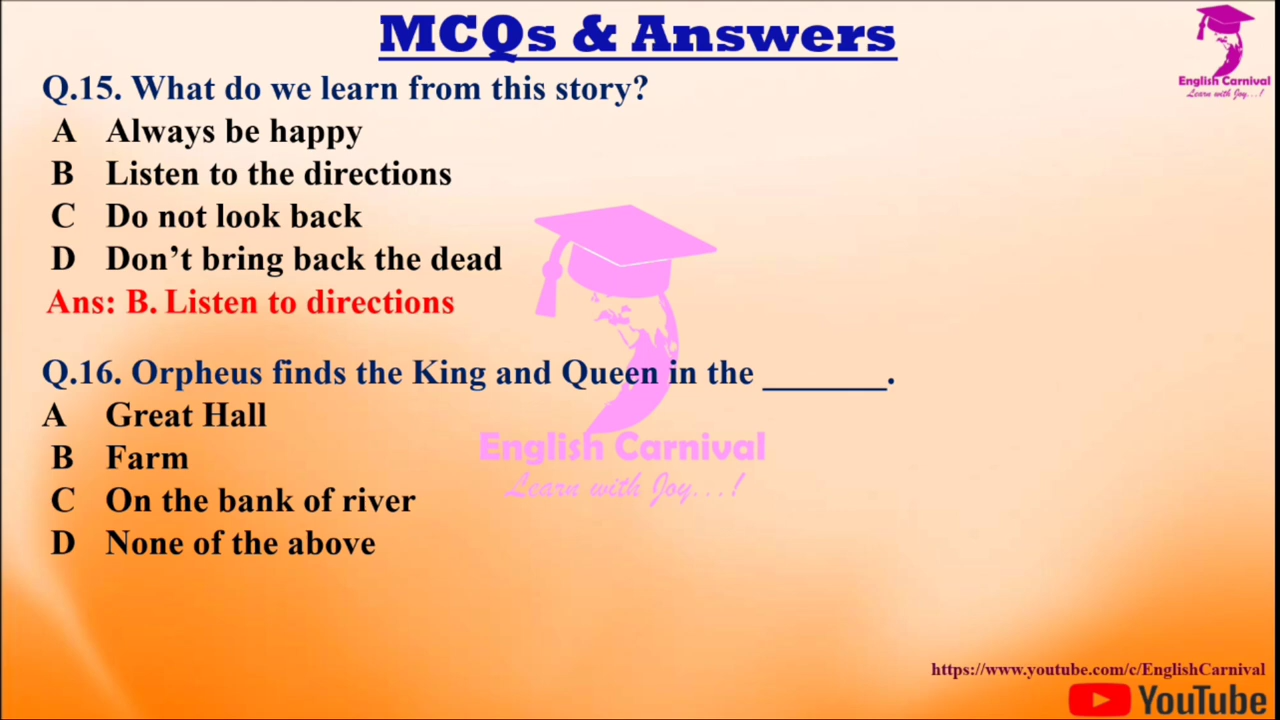 MCQs & Answers
English Carnival
Learn with Joy...!
Q.15. What do we learn from this story?
A Always be happy
B Listen to the directions
C Do not look back
D Don’t bring back the dead
Ans: B. Listen to directions
Q.16. Orpheus finds the King and Queen in the _______.
A Great Hall
B Farm
C On the bank of river
D None of the above
English Carnival
Learn with Joy...!
https://www.youtube.com/c/EnglishCarnival
YouTube